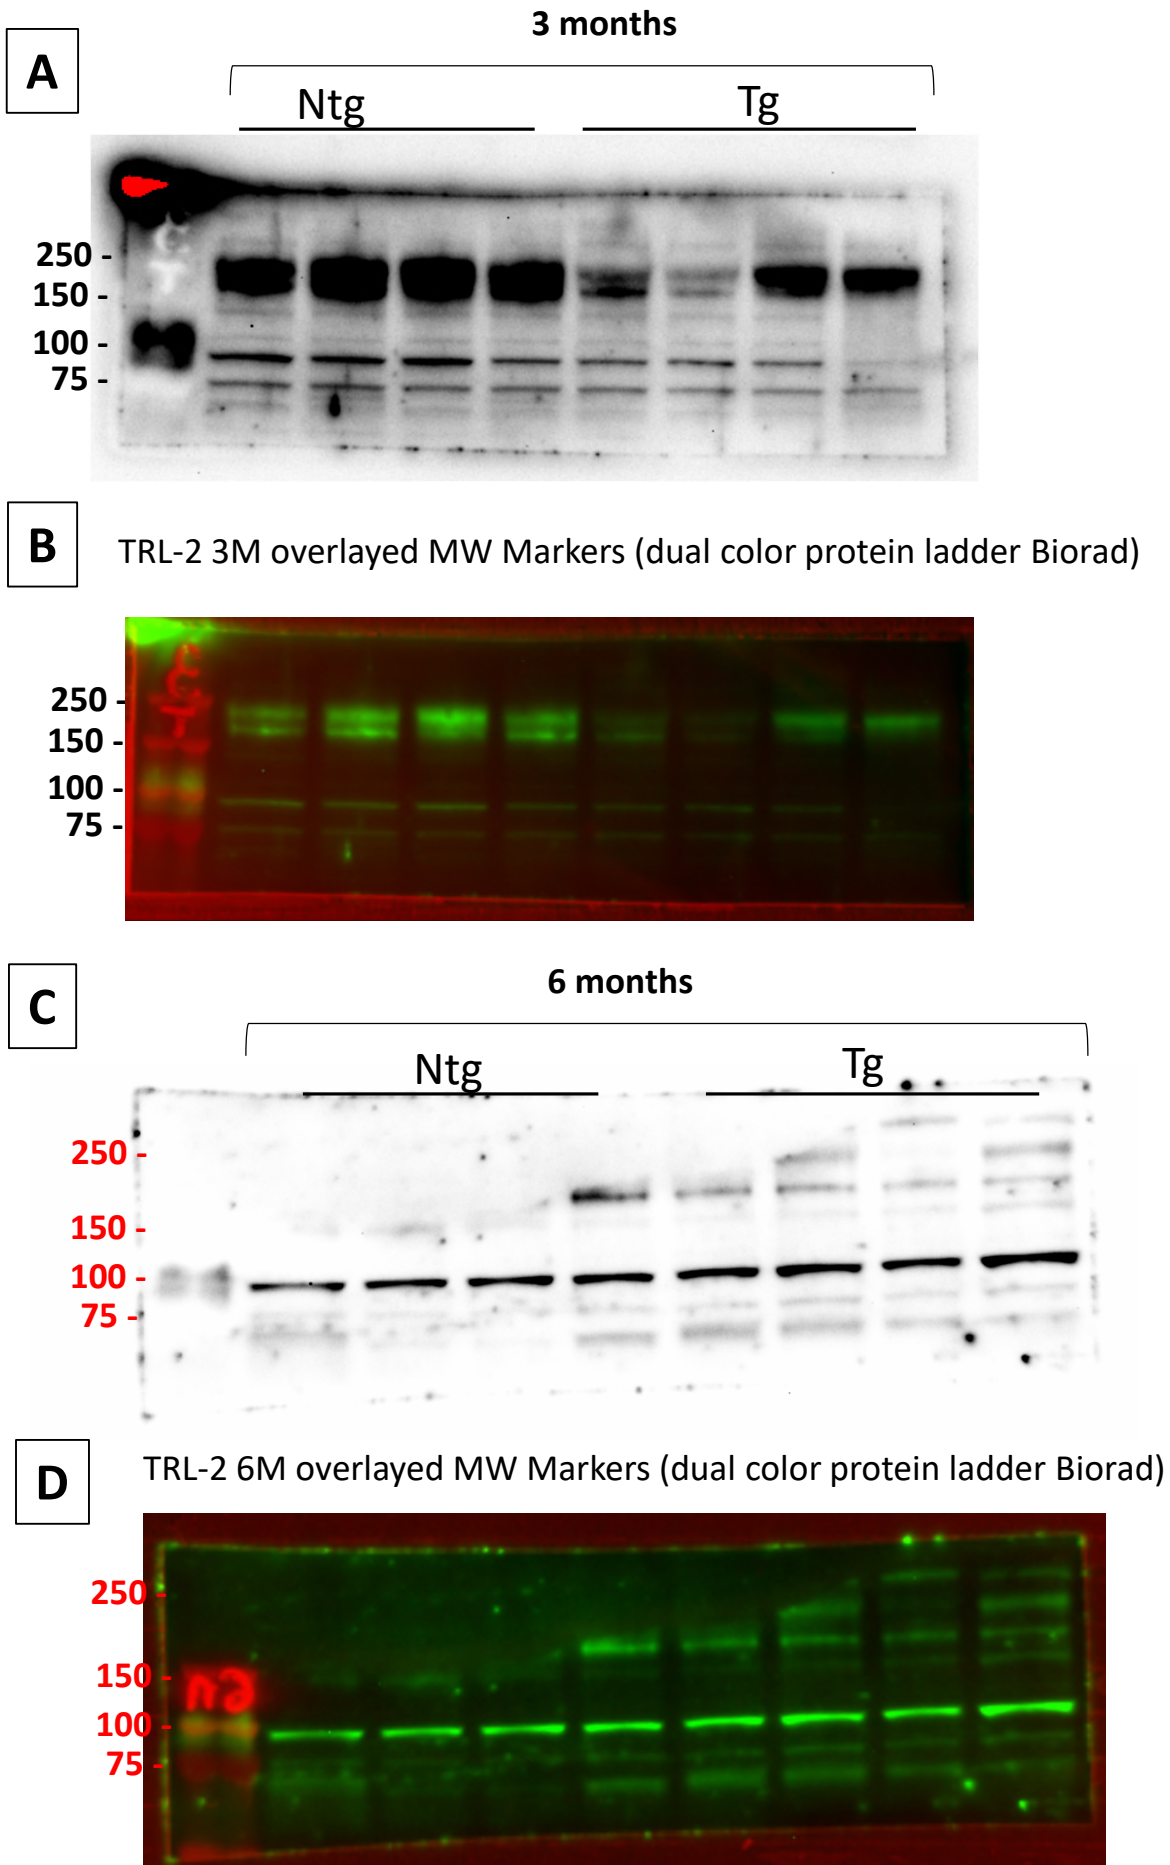 3 months
A
Ntg
Tg
C
T
250 -
150 -
100 -
75 -
B
TRL-2 3M overlayed MW Markers (dual color protein ladder Biorad)
C
C
T
250 -
150 -
100 -
75 -
6 months
C
Ntg
Tg
250 -
150 -
100 -
75 -
D
TRL-2 6M overlayed MW Markers (dual color protein ladder Biorad)
250 -
150 -
100 -
75 -